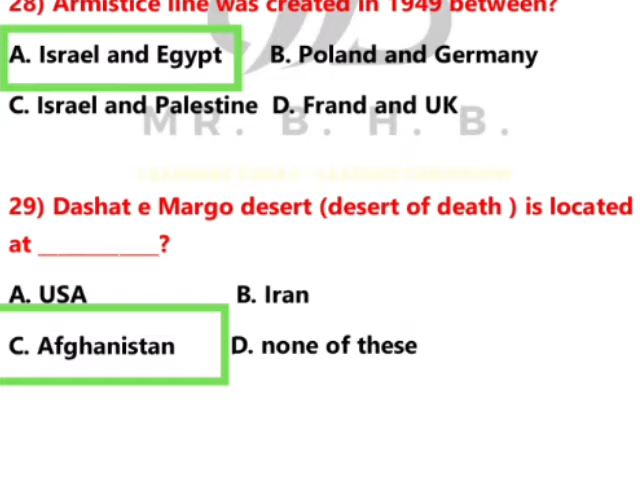 28) Armistice line was created in 1949 between?
A. Israel and Egypt B. Poland and Germany
C. Israel and Palestine D. Frand and UK
M R . B . H . B .
29) Dashat e Margo desert (desert of death ) is located
at __________?
A. USA B. Iran
C. Afghanistan D. none of these